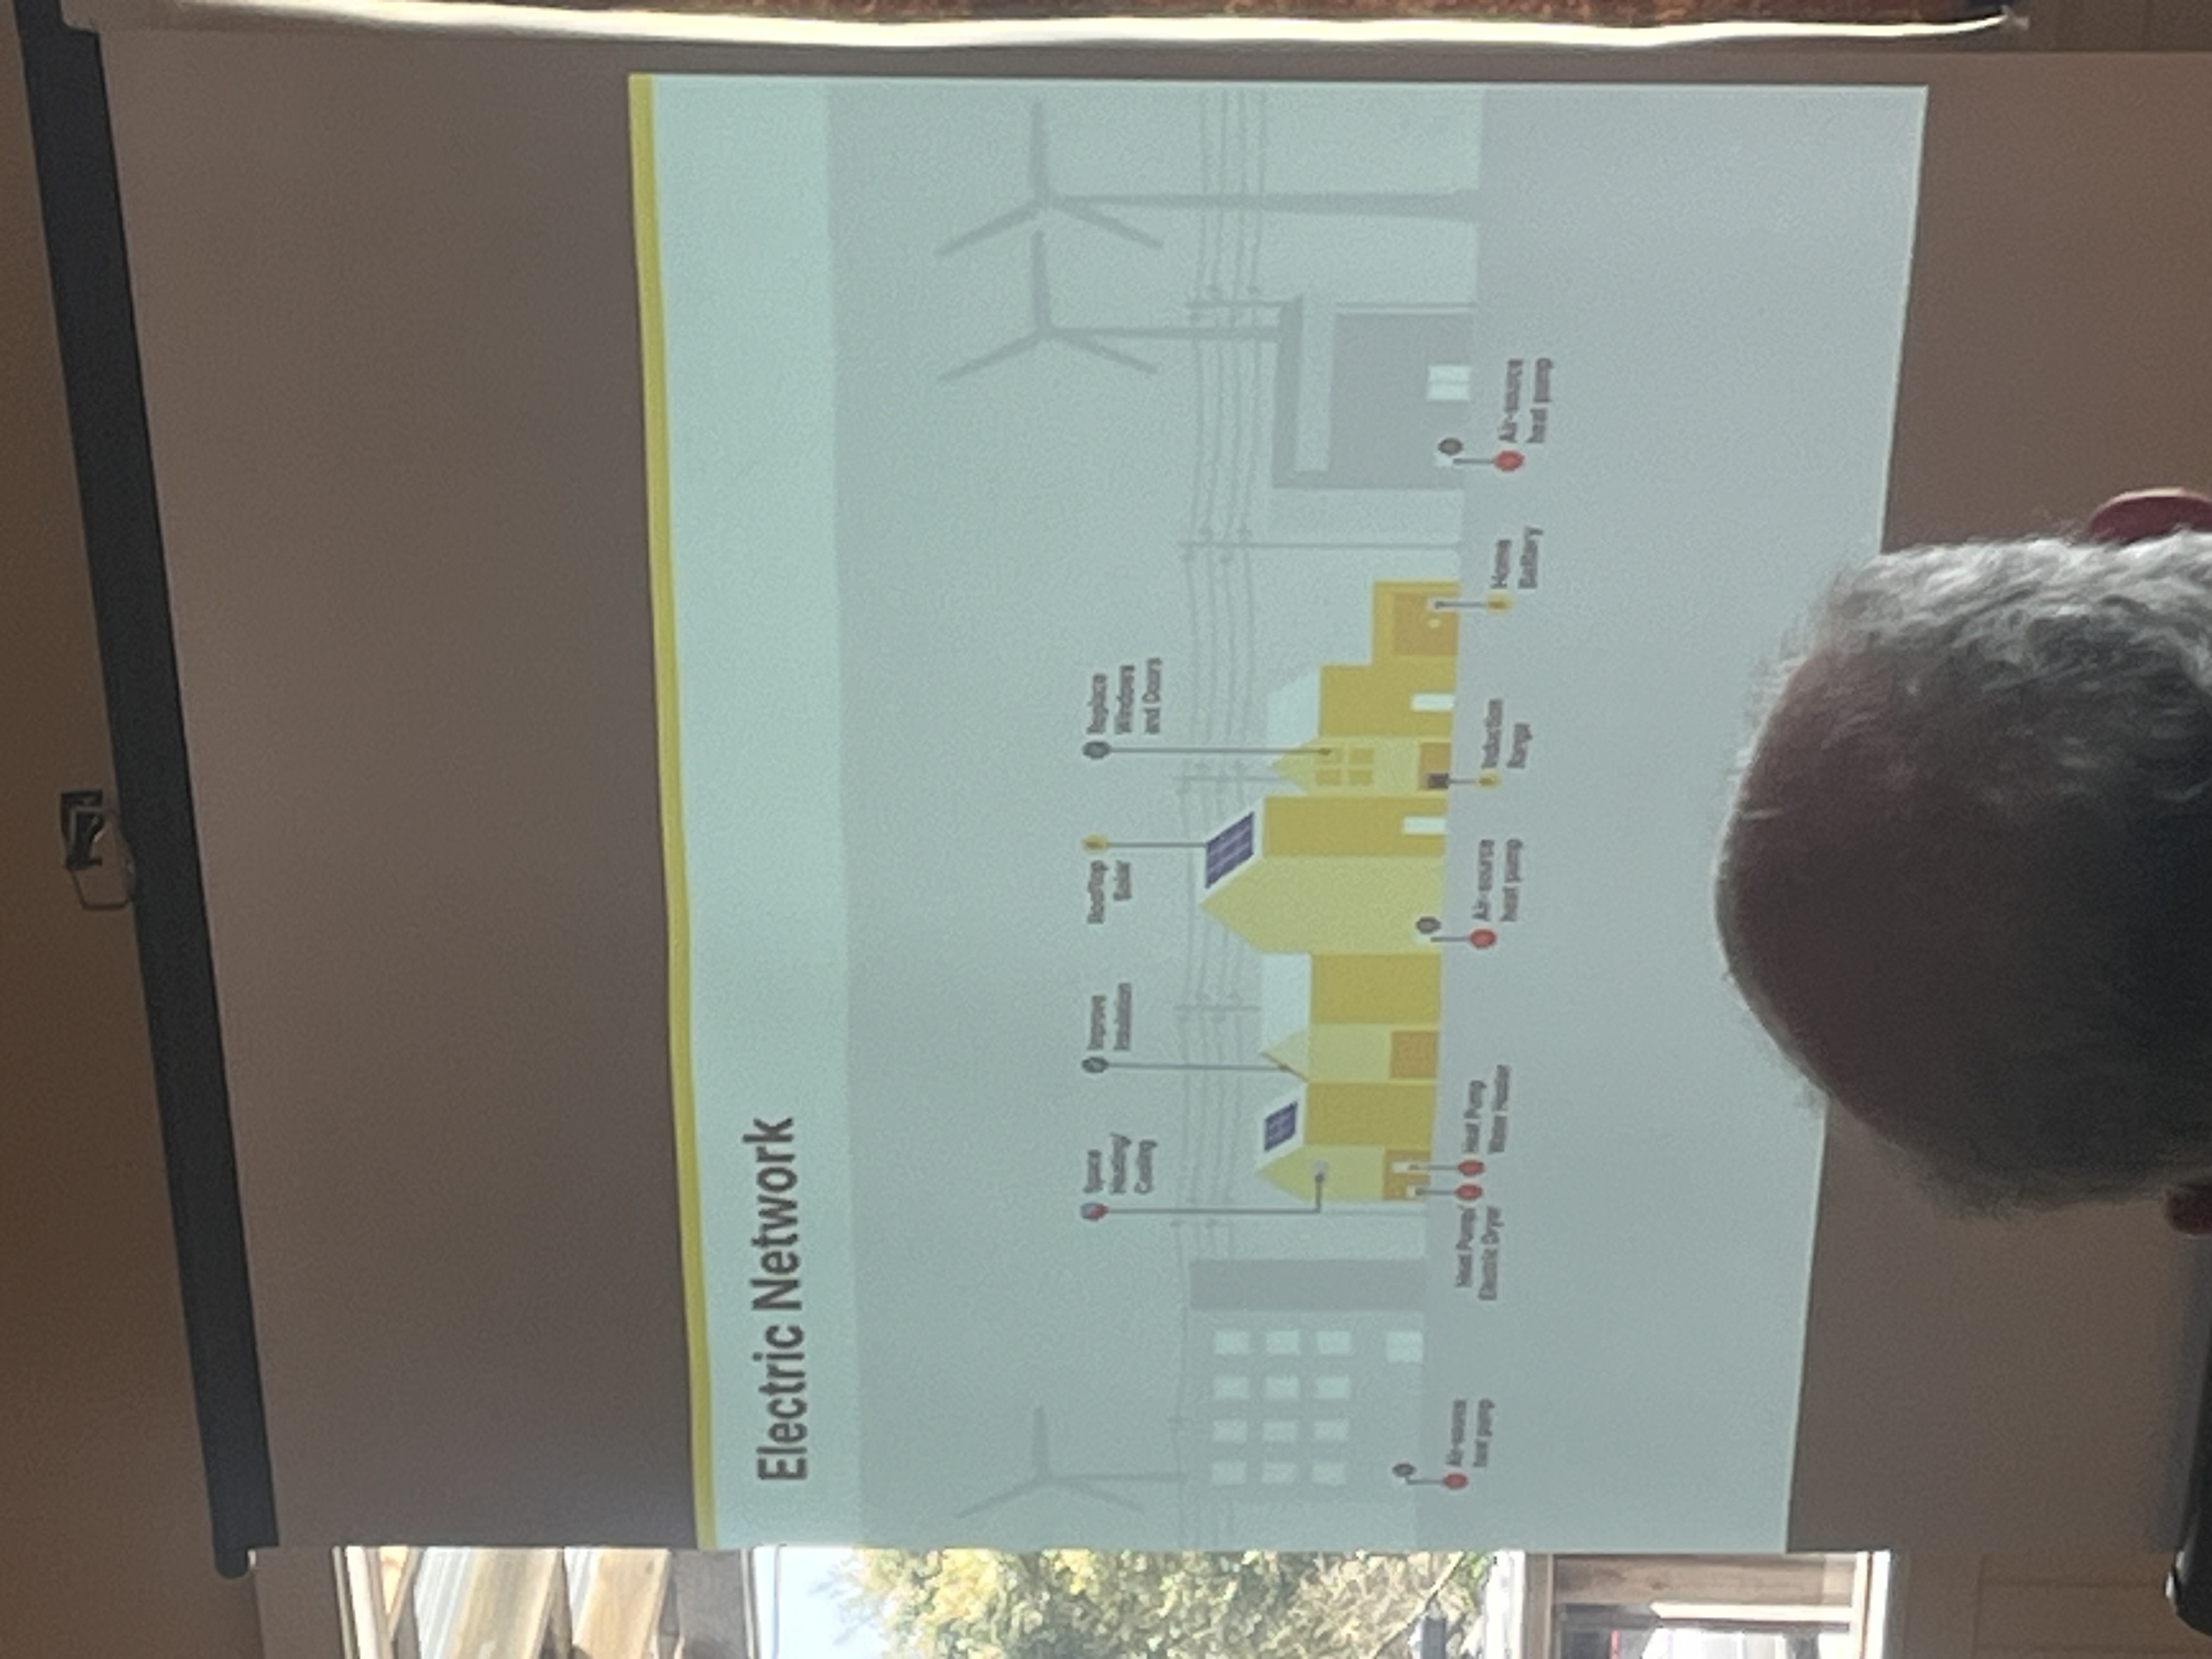 Electric Network
Space
Heating/
Cooling
Improve
Insulation
Rooftop
Solar
Replace
Windows
and Doors
Air-source
heat pump
Heat Pump/
Electric Dryer
Heat Pump
Water Heater
Air-source
heat pump
Induction
Range
Home
Battery
Air-source
heat pump